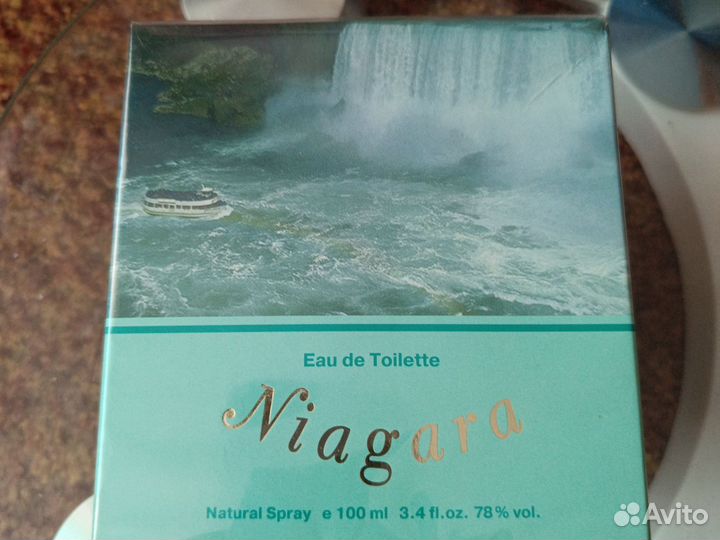 Eau de Toilette
Niagara
Natural Spray e 100 ml 3.4 fl.oz. 78% vol.
Avito